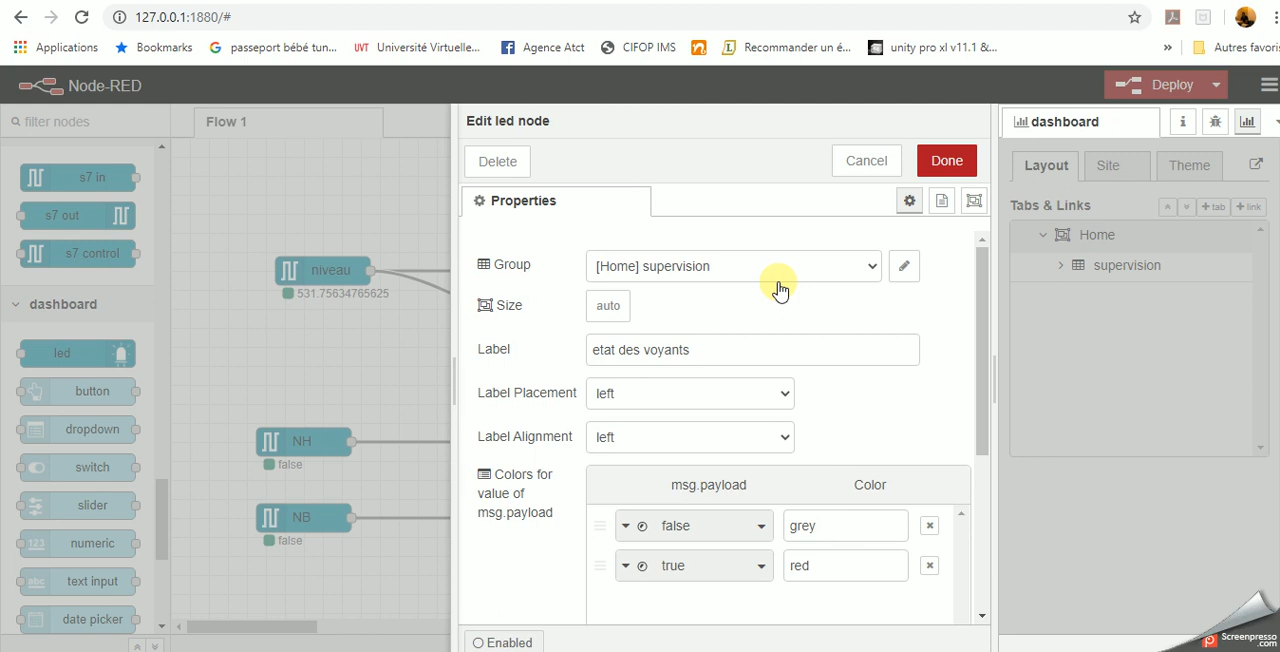 127.0.0.1:1880/#
Applications Bookmarks passeport bébé tun... UVT Université Virtuelle... Agence Atct CIFOP IMS Recommander un é... unity pro xl v11.1 &... » Autres favoris
Node-RED Deploy
filter nodes Flow 1 Edit led node dashboard
Delete Cancel Done Layout Site Theme
s7 in
s7 out
s7 control
Properties
Tabs & Links tab link
Home
supervision
Group [Home] supervision
niveau
531.75634765625
Size auto
dashboard
led
button
dropdown
switch
slider
numeric
text input
date picker
Label etat des voyants
Label Placement left
Label Alignment left
NH
false
NB
false
Colors for value of msg.payload
msg.payload Color
false grey
true red
Enabled
Screenpresso
.com